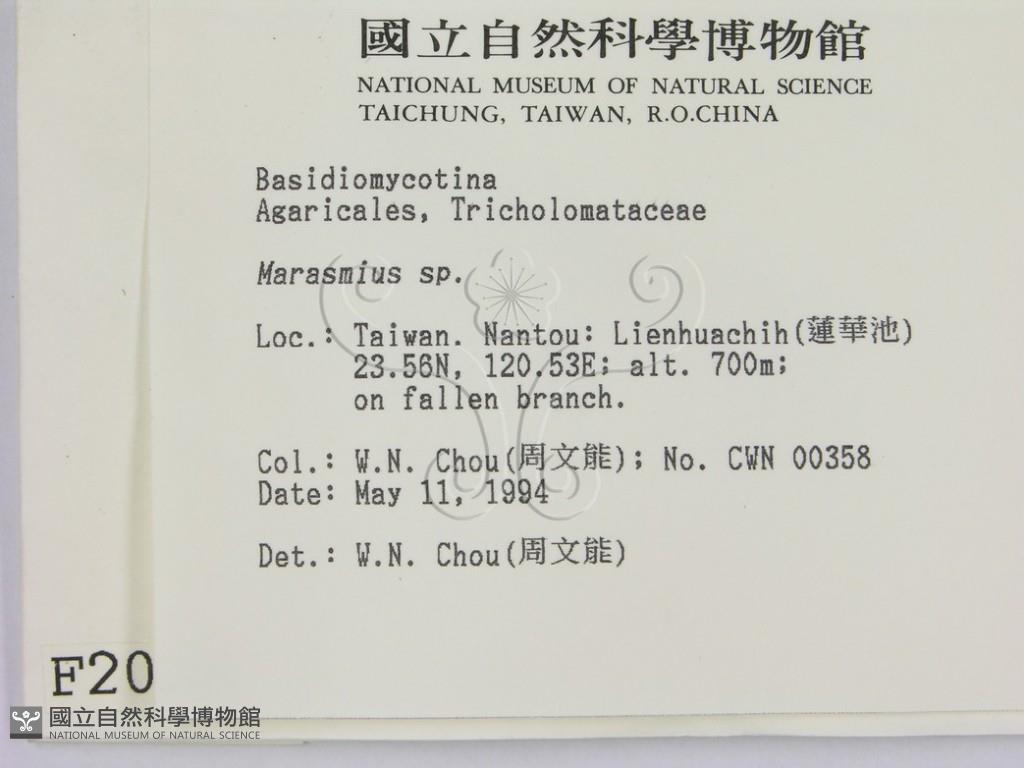 國立自然科學博物館
NATIONAL MUSEUM OF NATURAL SCIENCE
TAICHUNG, TAIWAN, R.O.CHINA
Basidiomycotina
Agaricales, Tricholomataceae
Marasmius sp.
Loc.: Taiwan. Nantou: Lienhuachih(蓮華池)
23.56N, 120.53E; alt. 700m;
on fallen branch.
Col.: W.N. Chou(周文能); No. CWN 00358
Date: May 11, 1994
Det.: W.N. Chou(周文能)
F20
國立自然科學博物館
NATIONAL MUSEUM OF NATURAL SCIENCE